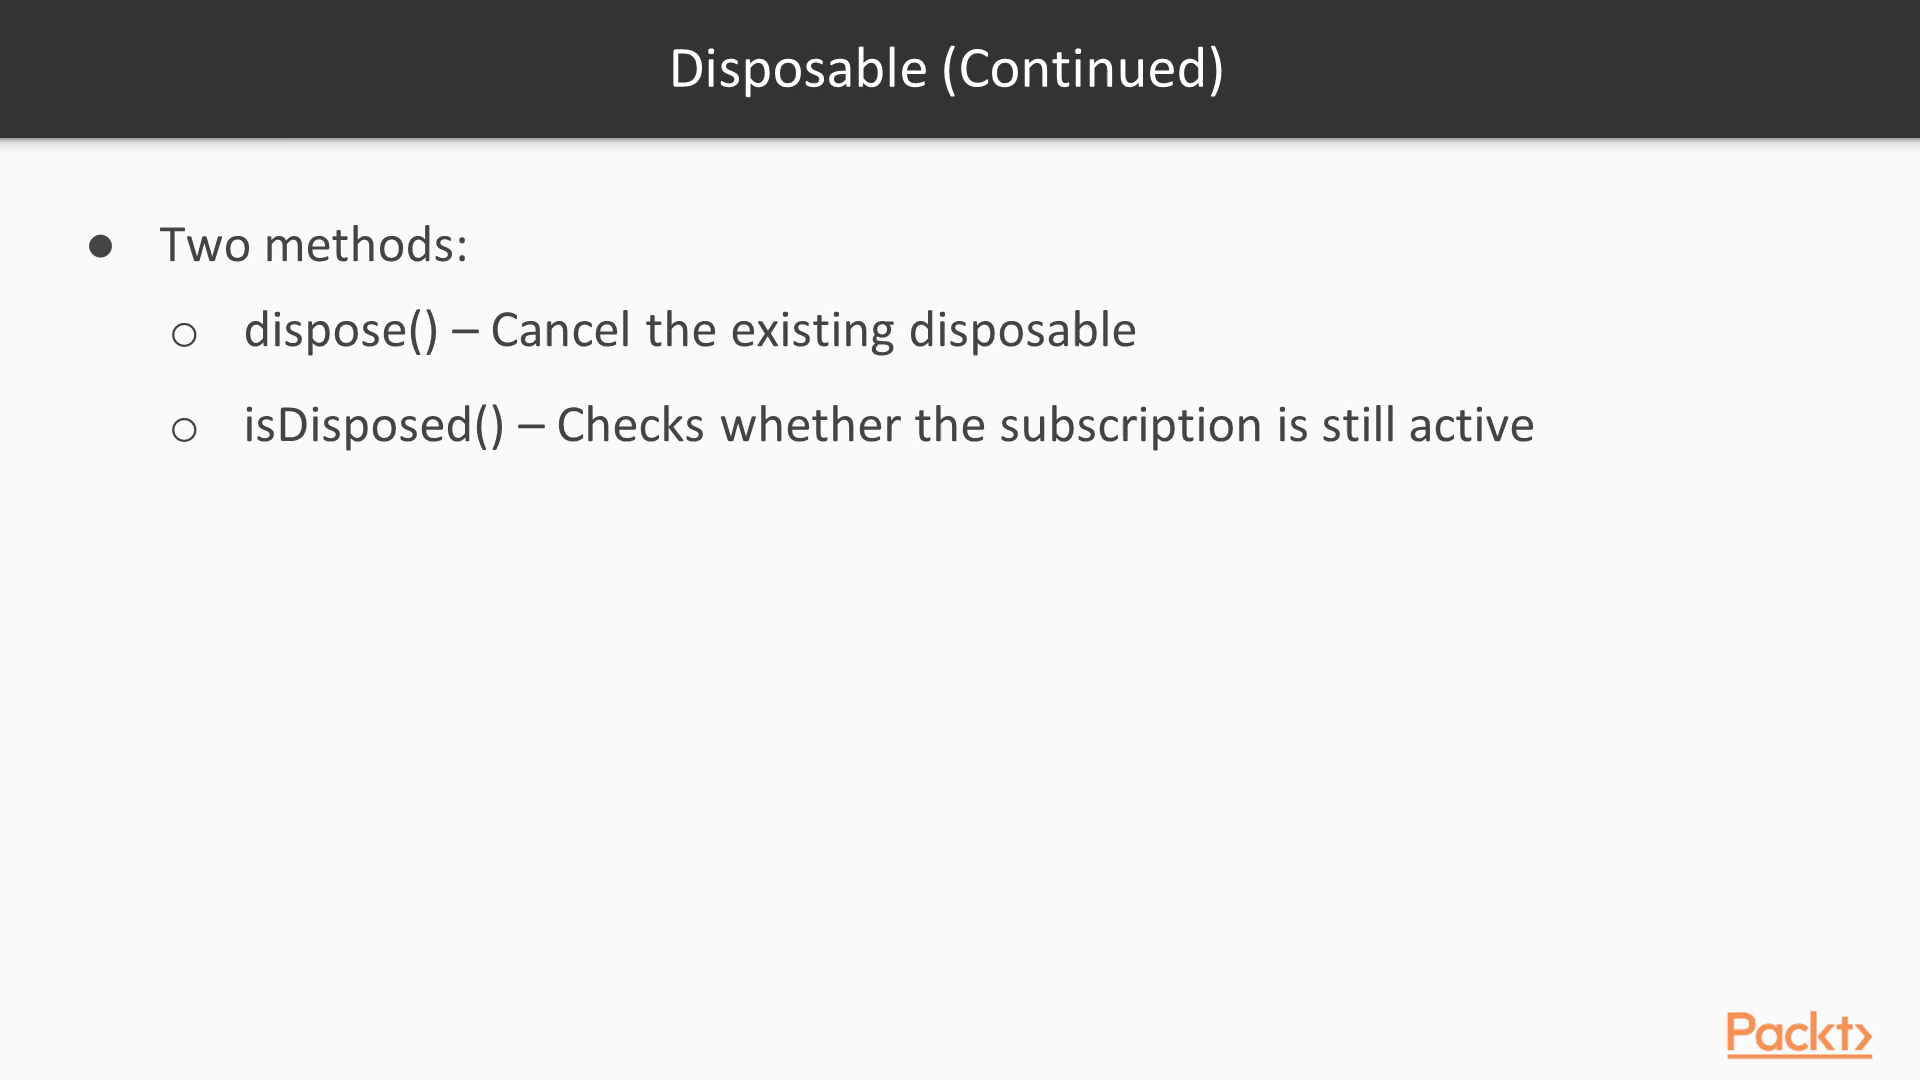 Disposable (Continued)
● Two methods:
○ dispose() – Cancel the existing disposable
○ isDisposed() – Checks whether the subscription is still active
Packt>